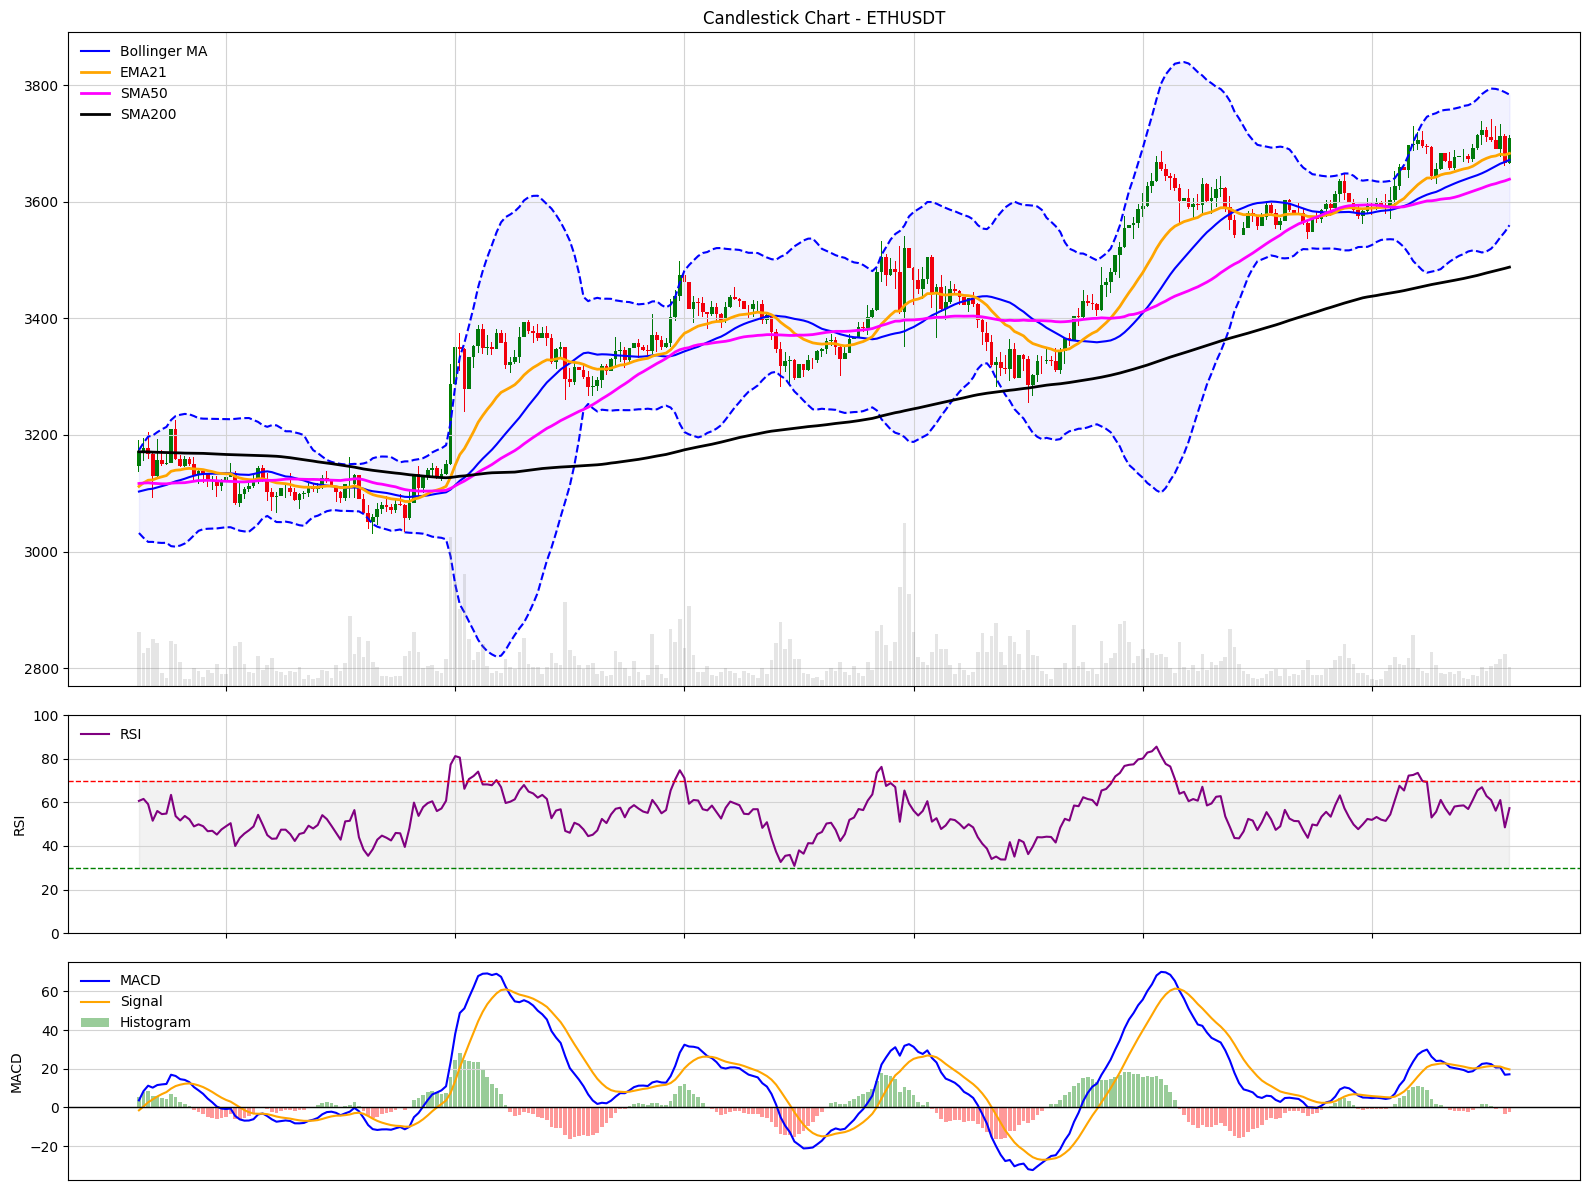 Candlestick Chart - ETHUSDT
Bollinger MA
EMA21
SMA50
SMA200
3800
3600
3400
3200
3000
2800
RSI
100
80
60
40
20
0
RSI
MACD
Signal
Histogram
60
40
20
0
−20
MACD